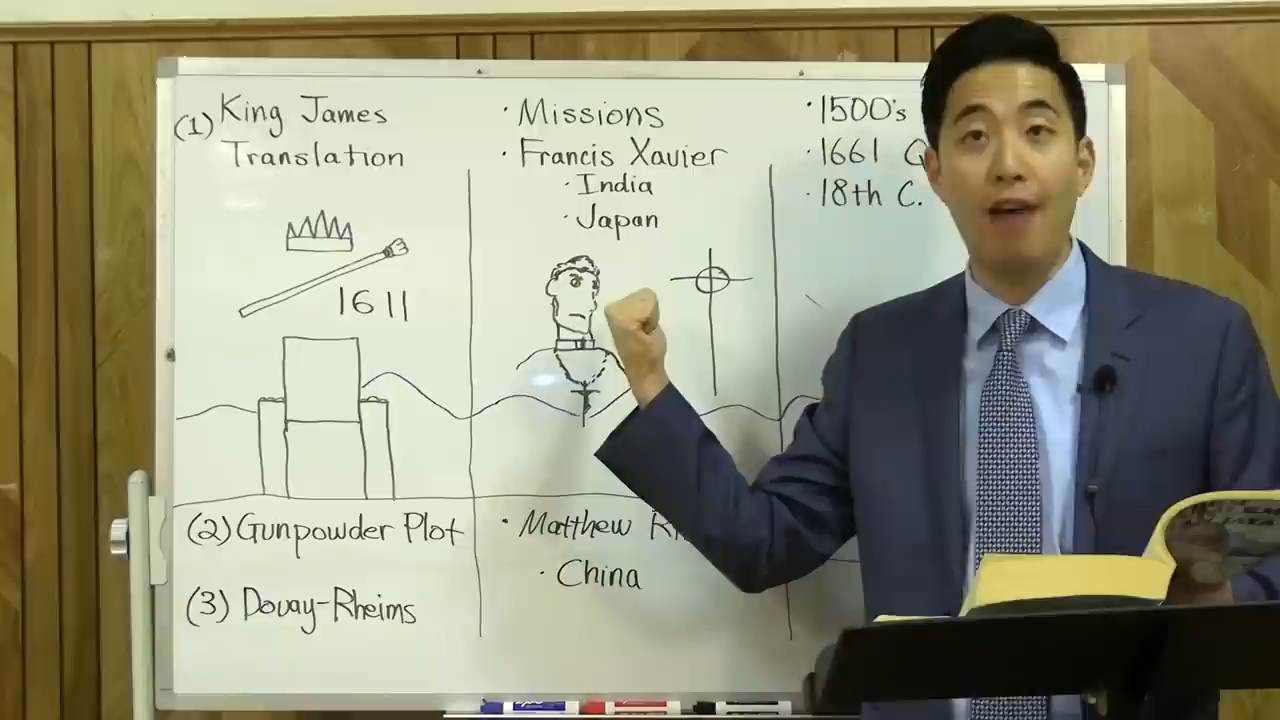 (1) King James
Translation
1611
(2) Gunpowder Plot
(3) Douay-Rheims
· Missions
· Francis Xavier
· India
· Japan
· Matthew
· China
· 1500's
· 1661
· 18th C.